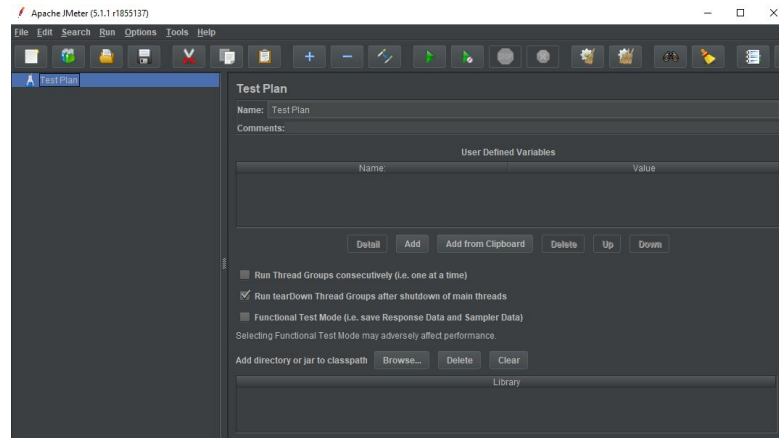 Apache JMeter (5.1.1 r1855137)
File Edit Search Run Options Tools Help
Test Plan
Test Plan
Name: Test Plan
Comments:
User Defined Variables
Name: Value
Detail Add Add from Clipboard Delete Up Down
Run Thread Groups consecutively (i.e. one at a time)
Run tearDown Thread Groups after shutdown of main threads
Functional Test Mode (i.e. save Response Data and Sampler Data)
Selecting Functional Test Mode may adversely affect performance.
Add directory or jar to classpath Browse... Delete Clear
Library